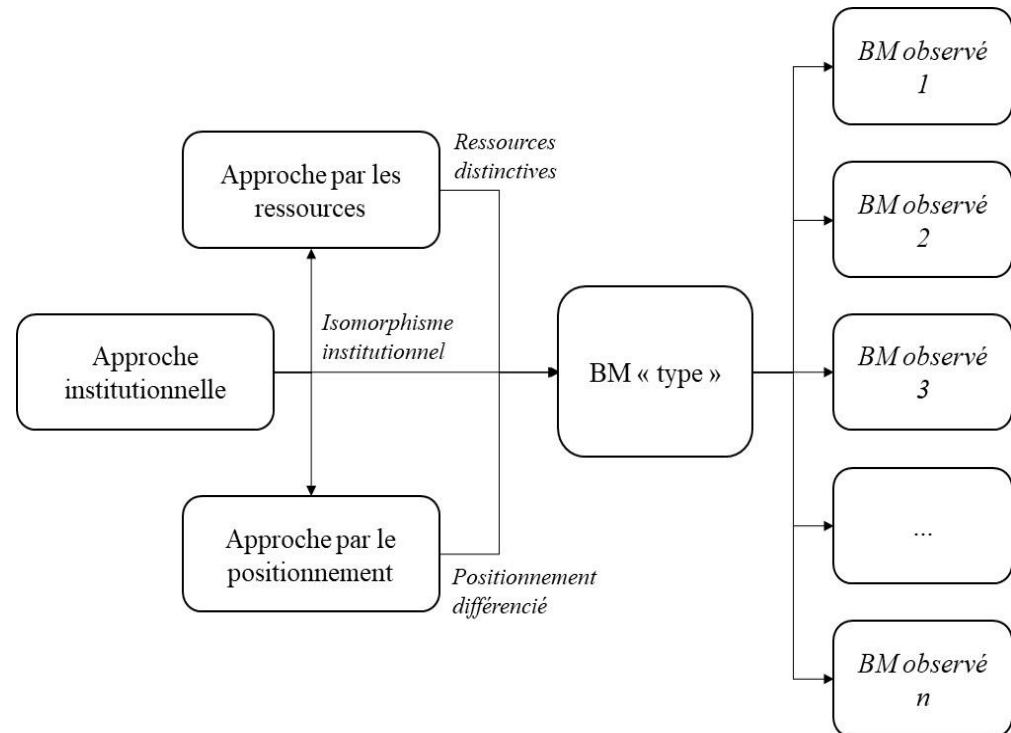 Approche
institutionnelle
Approche par les
ressources
Ressources
distinctives
Isomorphisme
institutionnel
Approche par le
positionnement
Positionnement
différencié
BM « type »
BM observé
1
BM observé
2
BM observé
3
...
BM observé
n